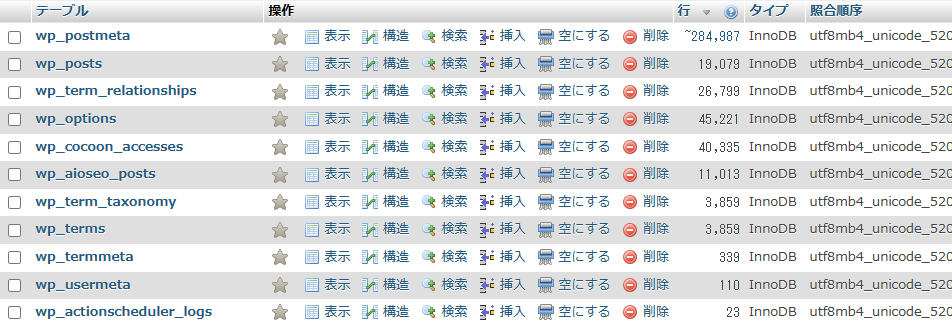 テーブル 操作 行 タイプ 照合順序
wp_postmeta 表示 構造 検索 挿入 空にする 削除 ~284,987 InnoDB utf8mb4_unicode_520
wp_posts 表示 構造 検索 挿入 空にする 削除 19,079 InnoDB utf8mb4_unicode_520
wp_term_relationships 表示 構造 検索 挿入 空にする 削除 26,799 InnoDB utf8mb4_unicode_520
wp_options 表示 構造 検索 挿入 空にする 削除 45,221 InnoDB utf8mb4_unicode_520
wp_cocoon_accesses 表示 構造 検索 挿入 空にする 削除 40,335 InnoDB utf8mb4_unicode_520
wp_aioseo_posts 表示 構造 検索 挿入 空にする 削除 11,013 InnoDB utf8mb4_unicode_520
wp_term_taxonomy 表示 構造 検索 挿入 空にする 削除 3,859 InnoDB utf8mb4_unicode_520
wp_terms 表示 構造 検索 挿入 空にする 削除 3,859 InnoDB utf8mb4_unicode_520
wp_termmeta 表示 構造 検索 挿入 空にする 削除 339 InnoDB utf8mb4_unicode_520
wp_usermeta 表示 構造 検索 挿入 空にする 削除 110 InnoDB utf8mb4_unicode_520
wp_actionscheduler_logs 表示 構造 検索 挿入 空にする 削除 23 InnoDB utf8mb4_unicode_520